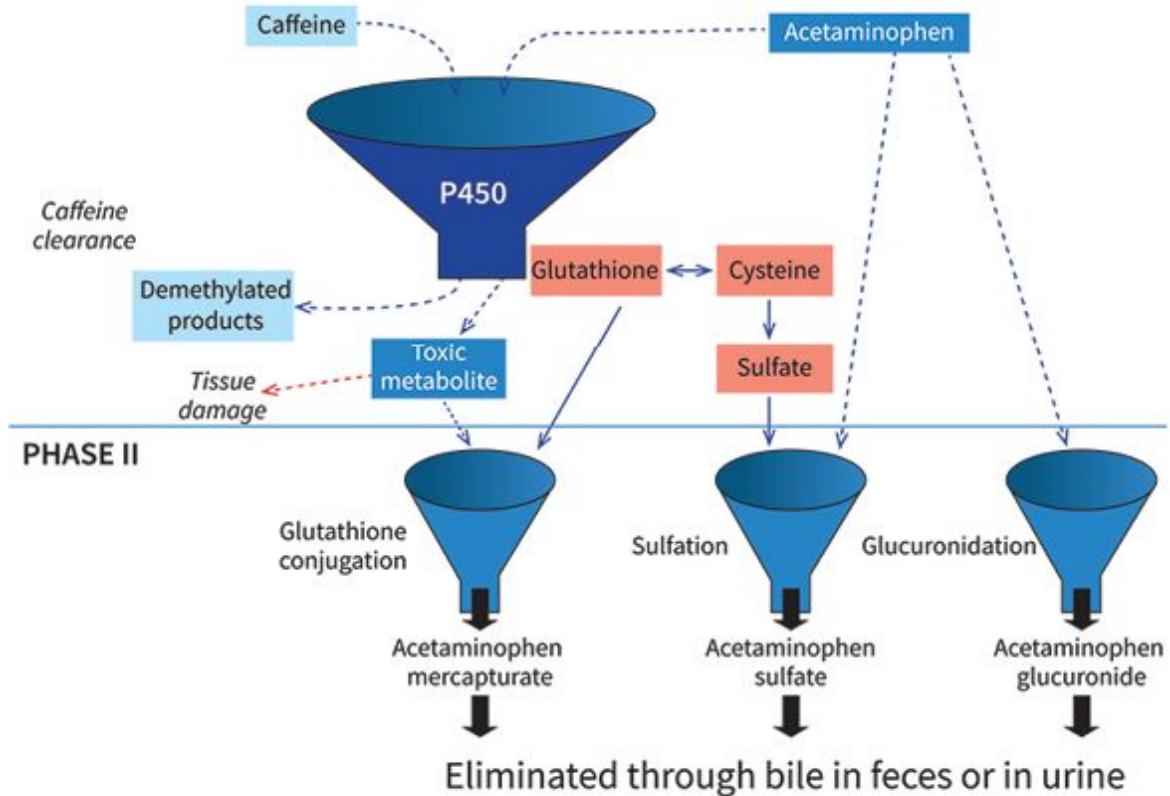 Caffeine
Acetaminophen
P450
Caffeine
clearance
Glutathione
Cysteine
Demethylated
products
Toxic
metabolite
Sulfate
Tissue
damage
PHASE II
Glutathione
conjugation
Sulfation
Glucuronidation
Acetaminophen
mercapturate
Acetaminophen
sulfate
Acetaminophen
glucuronide
Eliminated through bile in feces or in urine